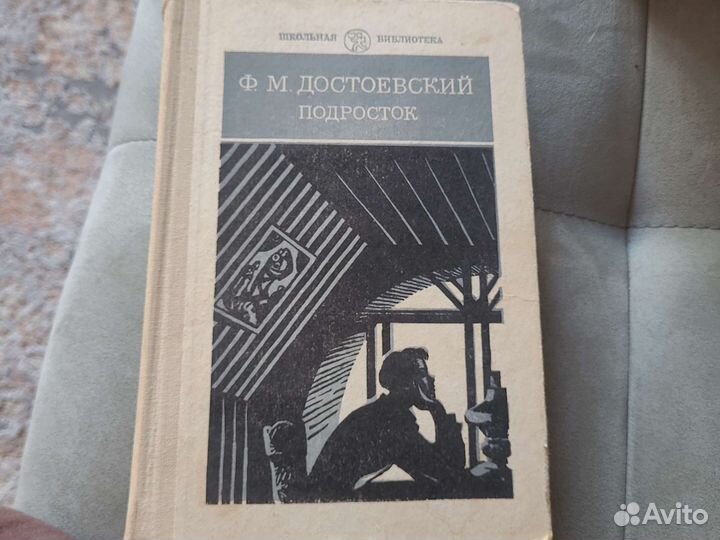 ШКОЛЬНАЯ БИБЛИОТЕКА
Ф. М. ДОСТОЕВСКИЙ
ПОДРОСТОК
Avito